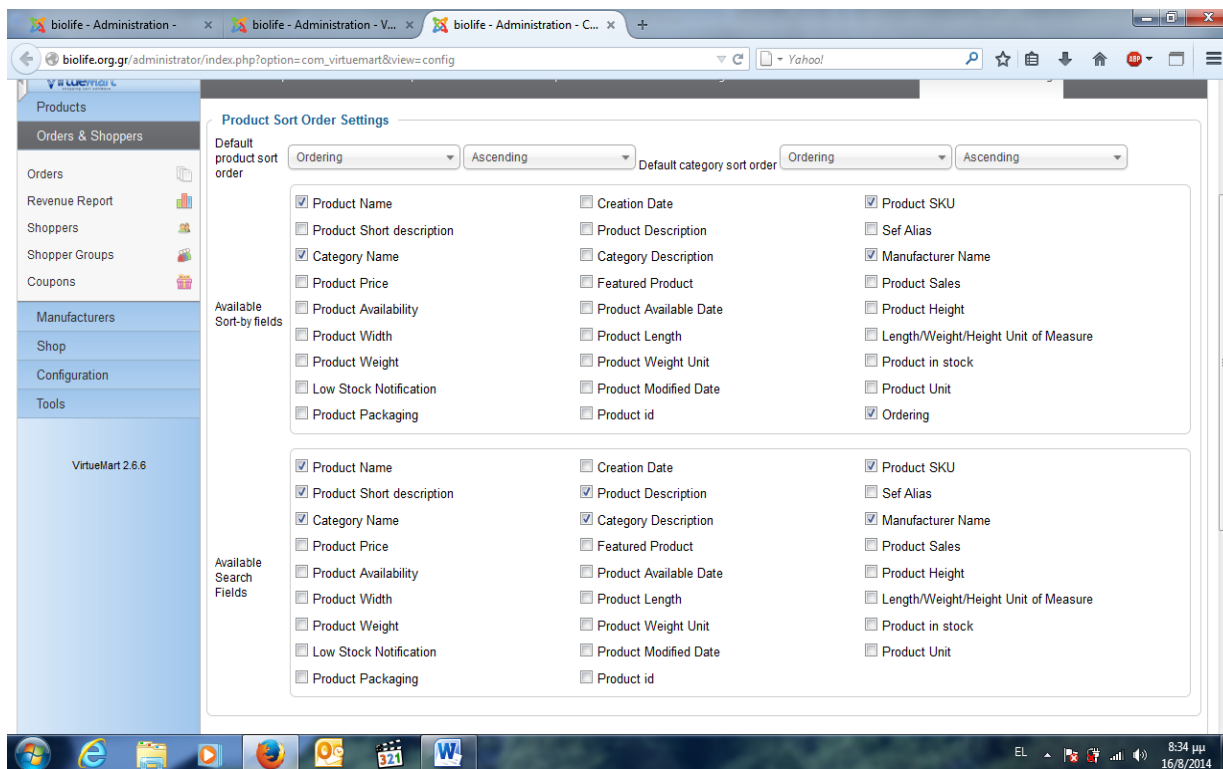 biolife - Administration -
biolife - Administration - V...
biolife - Administration - C...
biolife.org.gr/administrator/index.php?option=com_virtuemart&view=config
Yahoo!
ABP
Products
Orders & Shoppers
Orders
Revenue Report
Shoppers
Shopper Groups
Coupons
Manufacturers
Shop
Configuration
Tools
VirtueMart 2.6.6
Product Sort Order Settings
Default product sort order
Ordering Ascending Default category sort order Ordering Ascending
Available Sort-by fields
Product Name Creation Date Product SKU
Product Short description Product Description Sef Alias
Category Name Category Description Manufacturer Name
Product Price Featured Product Product Sales
Product Availability Product Available Date Product Height
Product Width Product Length Length/Weight/Height Unit of Measure
Product Weight Product Weight Unit Product in stock
Low Stock Notification Product Modified Date Product Unit
Product Packaging Product id Ordering
Available Search Fields
Product Name Creation Date Product SKU
Product Short description Product Description Sef Alias
Category Name Category Description Manufacturer Name
Product Price Featured Product Product Sales
Product Availability Product Available Date Product Height
Product Width Product Length Length/Weight/Height Unit of Measure
Product Weight Product Weight Unit Product in stock
Low Stock Notification Product Modified Date Product Unit
Product Packaging Product id
321
EL
8:34 μμ
16/8/2014